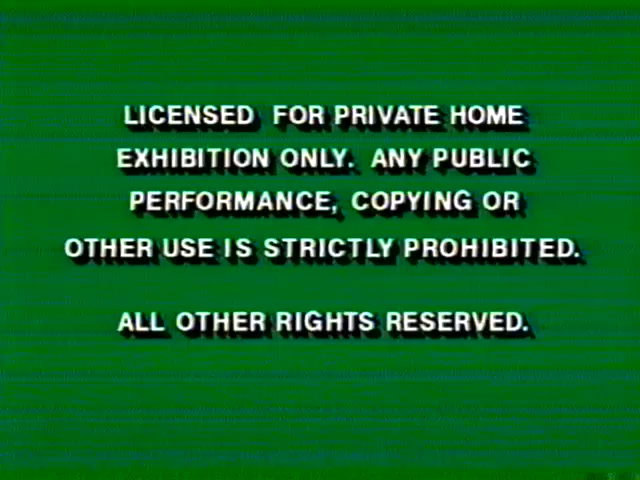 LICENSED FOR PRIVATE HOME
EXHIBITION ONLY. ANY PUBLIC
PERFORMANCE, COPYING OR
OTHER USE IS STRICTLY PROHIBITED.
ALL OTHER RIGHTS RESERVED.